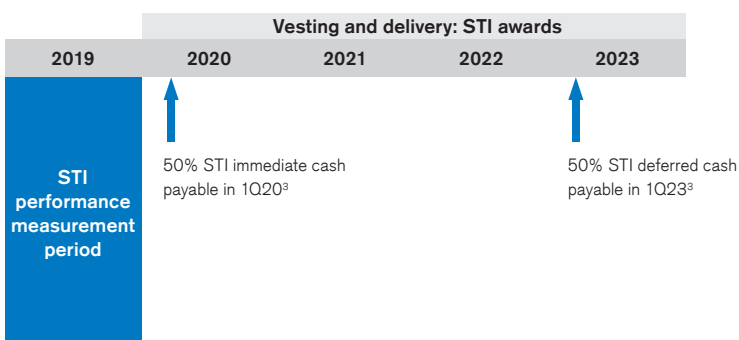 Vesting and delivery: STI awards
2019 2020 2021 2022 2023
STI
performance
measurement
period
50% STI immediate cash
payable in 1Q20³
50% STI deferred cash
payable in 1Q23³